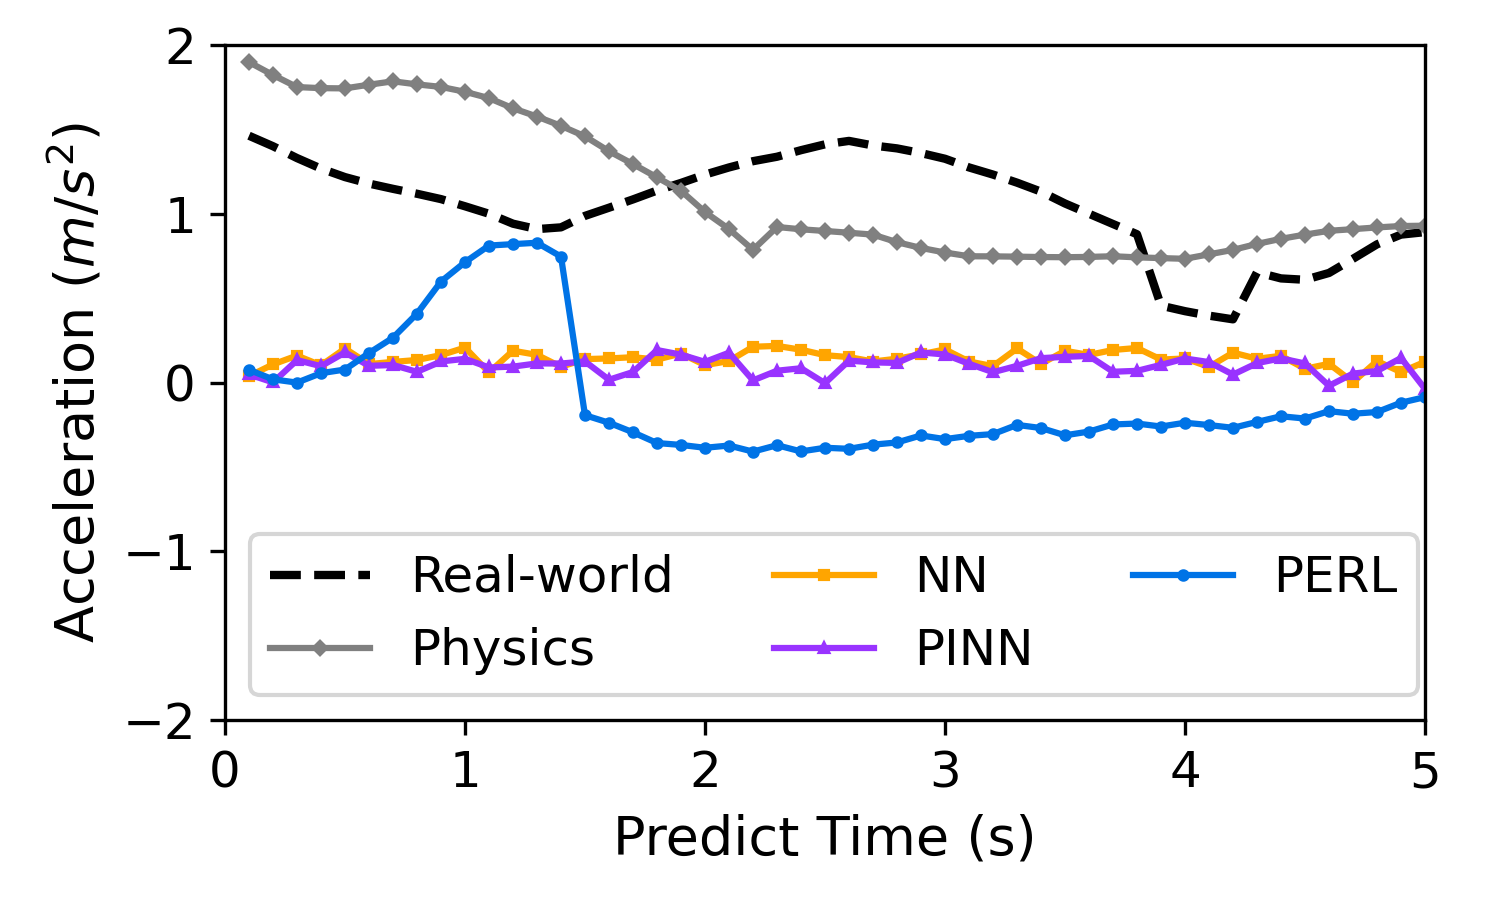 Acceleration (m/s²)
2
1
0
−1
−2
Real-world
Physics
NN
PINN
PERL
0 1 2 3 4 5
Predict Time (s)